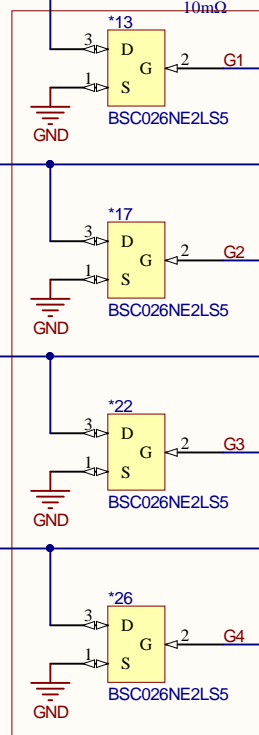 10mΩ
*13
3 D
G 2 G1
1 S
GND
BSC026NE2LS5
*17
3 D
G 2 G2
1 S
GND
BSC026NE2LS5
*22
3 D
G 2 G3
1 S
GND
BSC026NE2LS5
*26
3 D
G 2 G4
1 S
GND
BSC026NE2LS5